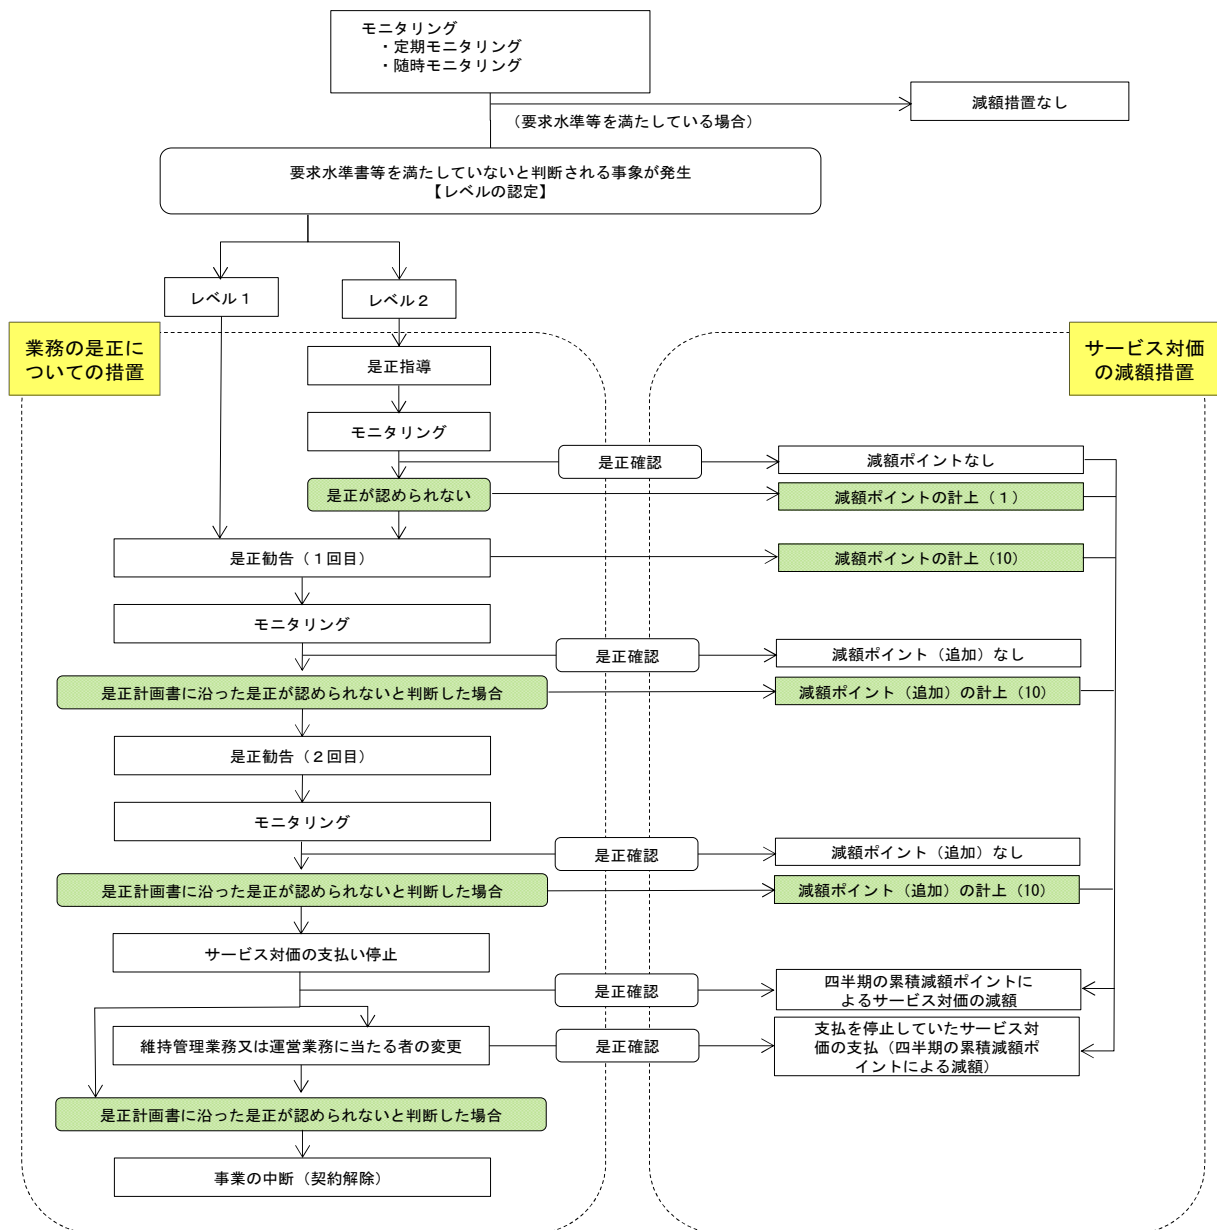 モニタリング
・定期モニタリング
・随時モニタリング
減額措置なし
（要求水準等を満たしている場合）
要求水準書等を満たしていないと判断される事象が発生
【レベルの認定】
レベル１
レベル２
業務の是正に
ついての措置
サービス対価
の減額措置
是正指導
モニタリング
是正確認
減額ポイントなし
是正が認められない
減額ポイントの計上（１）
是正勧告（１回目）
減額ポイントの計上（10）
モニタリング
是正確認
減額ポイント（追加）なし
是正計画書に沿った是正が認められないと判断した場合
減額ポイント（追加）の計上（10）
是正勧告（２回目）
モニタリング
是正確認
減額ポイント（追加）なし
是正計画書に沿った是正が認められないと判断した場合
減額ポイント（追加）の計上（10）
サービス対価の支払い停止
是正確認
四半期の累積減額ポイントに
よるサービス対価の減額
維持管理業務又は運営業務に当たる者の変更
是正確認
支払を停止していたサービス対
価の支払（四半期の累積減額ポ
イントによる減額）
是正計画書に沿った是正が認められないと判断した場合
事業の中断（契約解除）